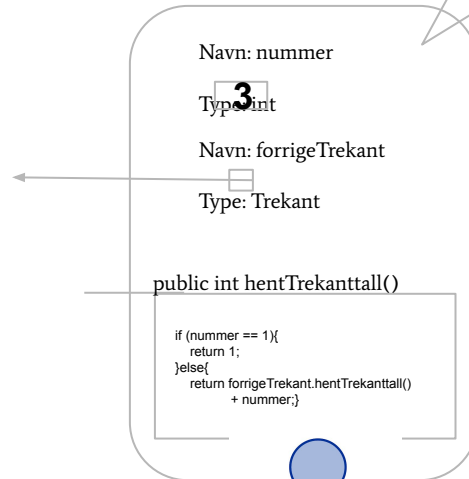 Navn: nummer
3
Type: int
Navn: forrigeTrekant
Type: Trekant
public int hentTrekanttall()
if (nummer == 1){
return 1;
}else{
return forrigeTrekant.hentTrekanttall()
+ nummer;}